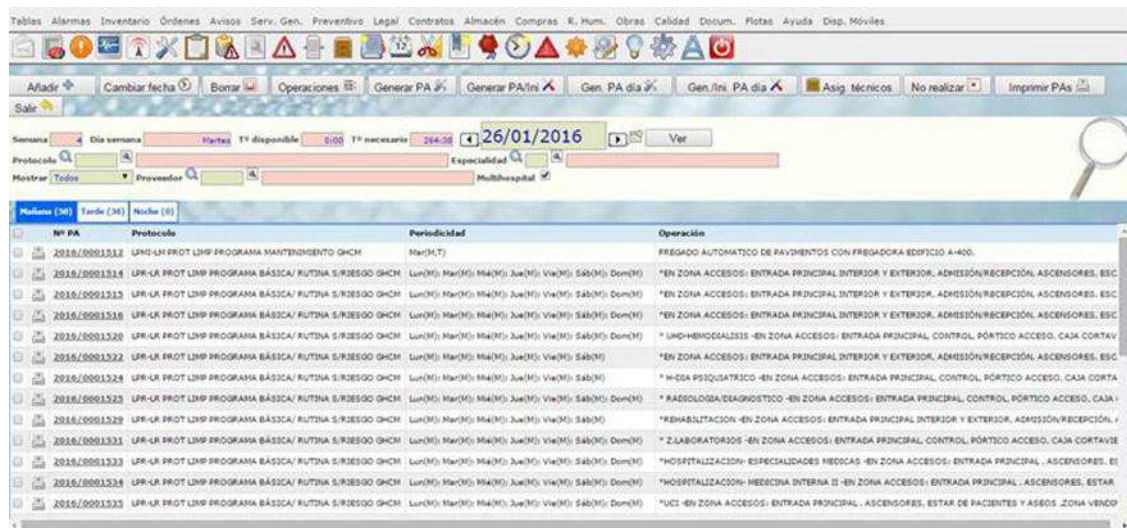 Tablas Alarmas Inventario Órdenes Avisos Serv. Gen. Preventivo Legal Contratos Almacén Compras R. Hum. Obras Calidad Docum. Flotas Ayuda Disp. Móviles
Añadir Cambiar fecha Borrar Operaciones Generar PA Generar PA/Ini Gen. PA día Gen./Ini. PA día Asig. técnicos No realizar Imprimir PAs
Salir
Semana 4 Día semana Martes Tº disponible 0:00 Tº necesario 264:38 26/01/2016 Ver
Protocolo Especialidad
Mostrar Todos Proveedor Multihospital
Mañana (30) Tarde (36) Noche (0)
Nº PA Protocolo Periodicidad Operación
2016/0001512 LPMI-LM PROT LIMP PROGRAMA MANTENIMIENTO GHCM Mar(M,T) FREGADO AUTOMATICO DE PAVIMENTOS CON FREGADORA EDIFICIO A-400.
2016/0001514 LPR-LR PROT LIMP PROGRAMA BÁSICA/ RUTINA S/RIESGO GHCM Lun(M); Mar(M); Mié(M); Jue(M); Vie(M); Sáb(M); Dom(M) *EN ZONA ACCESOS: ENTRADA PRINCIPAL INTERIOR Y EXTERIOR, ADMISIÓN/RECEPCIÓN, ASCENSORES, ESC
2016/0001515 LPR-LR PROT LIMP PROGRAMA BÁSICA/ RUTINA S/RIESGO GHCM Lun(M); Mar(M); Mié(M); Jue(M); Vie(M); Sáb(M); Dom(M) *EN ZONA ACCESOS: ENTRADA PRINCIPAL INTERIOR Y EXTERIOR, ADMISIÓN/RECEPCIÓN, ASCENSORES, ESC
2016/0001516 LPR-LR PROT LIMP PROGRAMA BÁSICA/ RUTINA S/RIESGO GHCM Lun(M); Mar(M); Mié(M); Jue(M); Vie(M); Sáb(M); Dom(M) *EN ZONA ACCESOS: ENTRADA PRINCIPAL INTERIOR Y EXTERIOR, ADMISIÓN/RECEPCIÓN, ASCENSORES, ESC
2016/0001520 LPR-LR PROT LIMP PROGRAMA BÁSICA/ RUTINA S/RIESGO GHCM Lun(M); Mar(M); Mié(M); Jue(M); Vie(M); Sáb(M); Dom(M) * UHD-HEMODIALISIS -EN ZONA ACCESOS: ENTRADA PRINCIPAL, CONTROL, PÓRTICO ACCESO, CAJA CORTAV
2016/0001522 LPR-LR PROT LIMP PROGRAMA BÁSICA/ RUTINA S/RIESGO GHCM Lun(M); Mar(M); Mié(M); Jue(M); Vie(M); Sáb(M) *EN ZONA ACCESOS: ENTRADA PRINCIPAL INTERIOR Y EXTERIOR, ADMISIÓN/RECEPCIÓN, ASCENSORES, ESC
2016/0001524 LPR-LR PROT LIMP PROGRAMA BÁSICA/ RUTINA S/RIESGO GHCM Lun(M); Mar(M); Mié(M); Jue(M); Vie(M); Sáb(M) * H-DIA PSIQUIATRICO -EN ZONA ACCESOS: ENTRADA PRINCIPAL, CONTROL, PÓRTICO ACCESO, CAJA CORTA
2016/0001525 LPR-LR PROT LIMP PROGRAMA BÁSICA/ RUTINA S/RIESGO GHCM Lun(M); Mar(M); Mié(M); Jue(M); Vie(M); Sáb(M); Dom(M) * RADIOLOGIA/DIAGNOSTICO -EN ZONA ACCESOS: ENTRADA PRINCIPAL, CONTROL, PÓRTICO ACCESO, CAJA
2016/0001529 LPR-LR PROT LIMP PROGRAMA BÁSICA/ RUTINA S/RIESGO GHCM Lun(M); Mar(M); Mié(M); Jue(M); Vie(M); Sáb(M); Dom(M) *REHABILITACION -EN ZONA ACCESOS: ENTRADA PRINCIPAL INTERIOR Y EXTERIOR, ADMISIÓN/RECEPCIÓN,
2016/0001531 LPR-LR PROT LIMP PROGRAMA BÁSICA/ RUTINA S/RIESGO GHCM Lun(M); Mar(M); Mié(M); Jue(M); Vie(M); Sáb(M); Dom(M) * Z-LABORATORIOS -EN ZONA ACCESOS: ENTRADA PRINCIPAL, CONTROL, PÓRTICO ACCESO, CAJA CORTAVIE
2016/0001533 LPR-LR PROT LIMP PROGRAMA BÁSICA/ RUTINA S/RIESGO GHCM Lun(M); Mar(M); Mié(M); Jue(M); Vie(M); Sáb(M); Dom(M) *HOSPITALIZACION- ESPECIALIDADES MEDICAS -EN ZONA ACCESOS: ENTRADA PRINCIPAL , ASCENSORES, ES
2016/0001534 LPR-LR PROT LIMP PROGRAMA BÁSICA/ RUTINA S/RIESGO GHCM Lun(M); Mar(M); Mié(M); Jue(M); Vie(M); Sáb(M); Dom(M) *HOSPITALIZACION- MEDICINA INTERNA II -EN ZONA ACCESOS: ENTRADA PRINCIPAL , ASCENSORES, ESTAR
2016/0001535 LPR-LR PROT LIMP PROGRAMA BÁSICA/ RUTINA S/RIESGO GHCM Lun(M); Mar(M); Mié(M); Jue(M); Vie(M); Sáb(M); Dom(M) *UCI -EN ZONA ACCESOS: ENTRADA PRINCIPAL , ASCENSORES, ESTAR DE PACIENTES Y ASEOS ,ZONA VENDIN